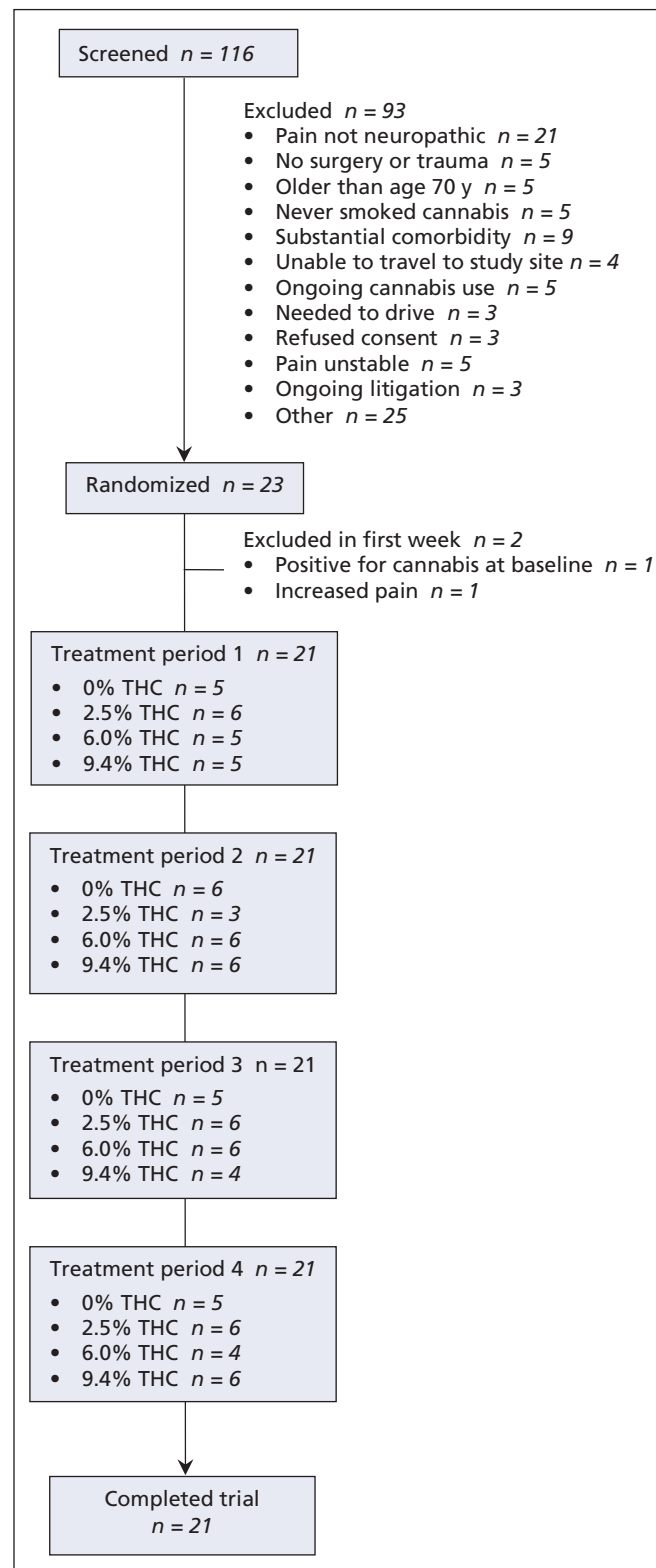 Screened n = 116
Excluded n = 93
• Pain not neuropathic n = 21
• No surgery or trauma n = 5
• Older than age 70 y n = 5
• Never smoked cannabis n = 5
• Substantial comorbidity n = 9
• Unable to travel to study site n = 4
• Ongoing cannabis use n = 5
• Needed to drive n = 3
• Refused consent n = 3
• Pain unstable n = 5
• Ongoing litigation n = 3
• Other n = 25
Randomized n = 23
Excluded in first week n = 2
• Positive for cannabis at baseline n = 1
• Increased pain n = 1
Treatment period 1 n = 21
• 0% THC n = 5
• 2.5% THC n = 6
• 6.0% THC n = 5
• 9.4% THC n = 5
Treatment period 2 n = 21
• 0% THC n = 6
• 2.5% THC n = 3
• 6.0% THC n = 6
• 9.4% THC n = 6
Treatment period 3 n = 21
• 0% THC n = 5
• 2.5% THC n = 6
• 6.0% THC n = 6
• 9.4% THC n = 4
Treatment period 4 n = 21
• 0% THC n = 5
• 2.5% THC n = 6
• 6.0% THC n = 4
• 9.4% THC n = 6
Completed trial
n = 21